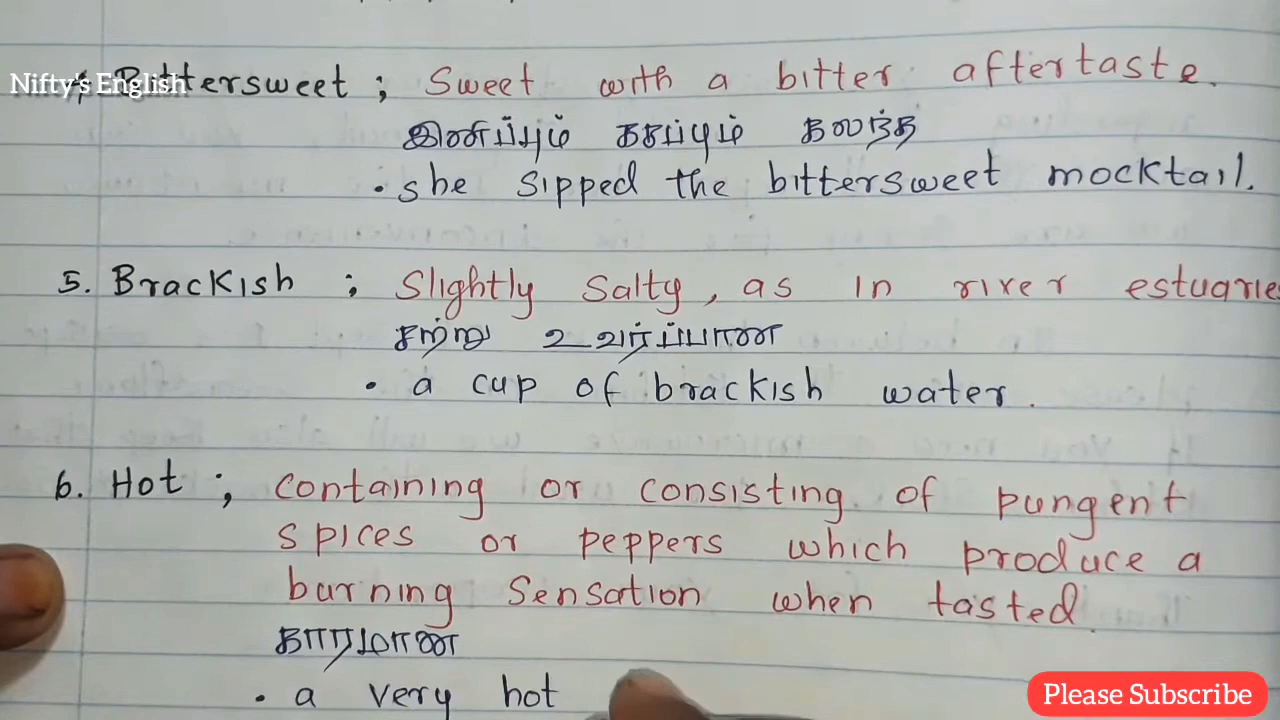 Nifty's English
Bittersweet ; Sweet with a bitter aftertaste.
இனிப்பும் கசப்பும் கலந்த
• she sipped the bittersweet mocktail.
5. Brackish ; Slightly Salty, as in river estuarie
சற்று உவர்ப்பான
• a cup of brackish water.
6. Hot ; Containing or consisting of pungent
spices or peppers which produce a
burning Sensation when tasted.
காரமான
• a very hot
Please Subscribe